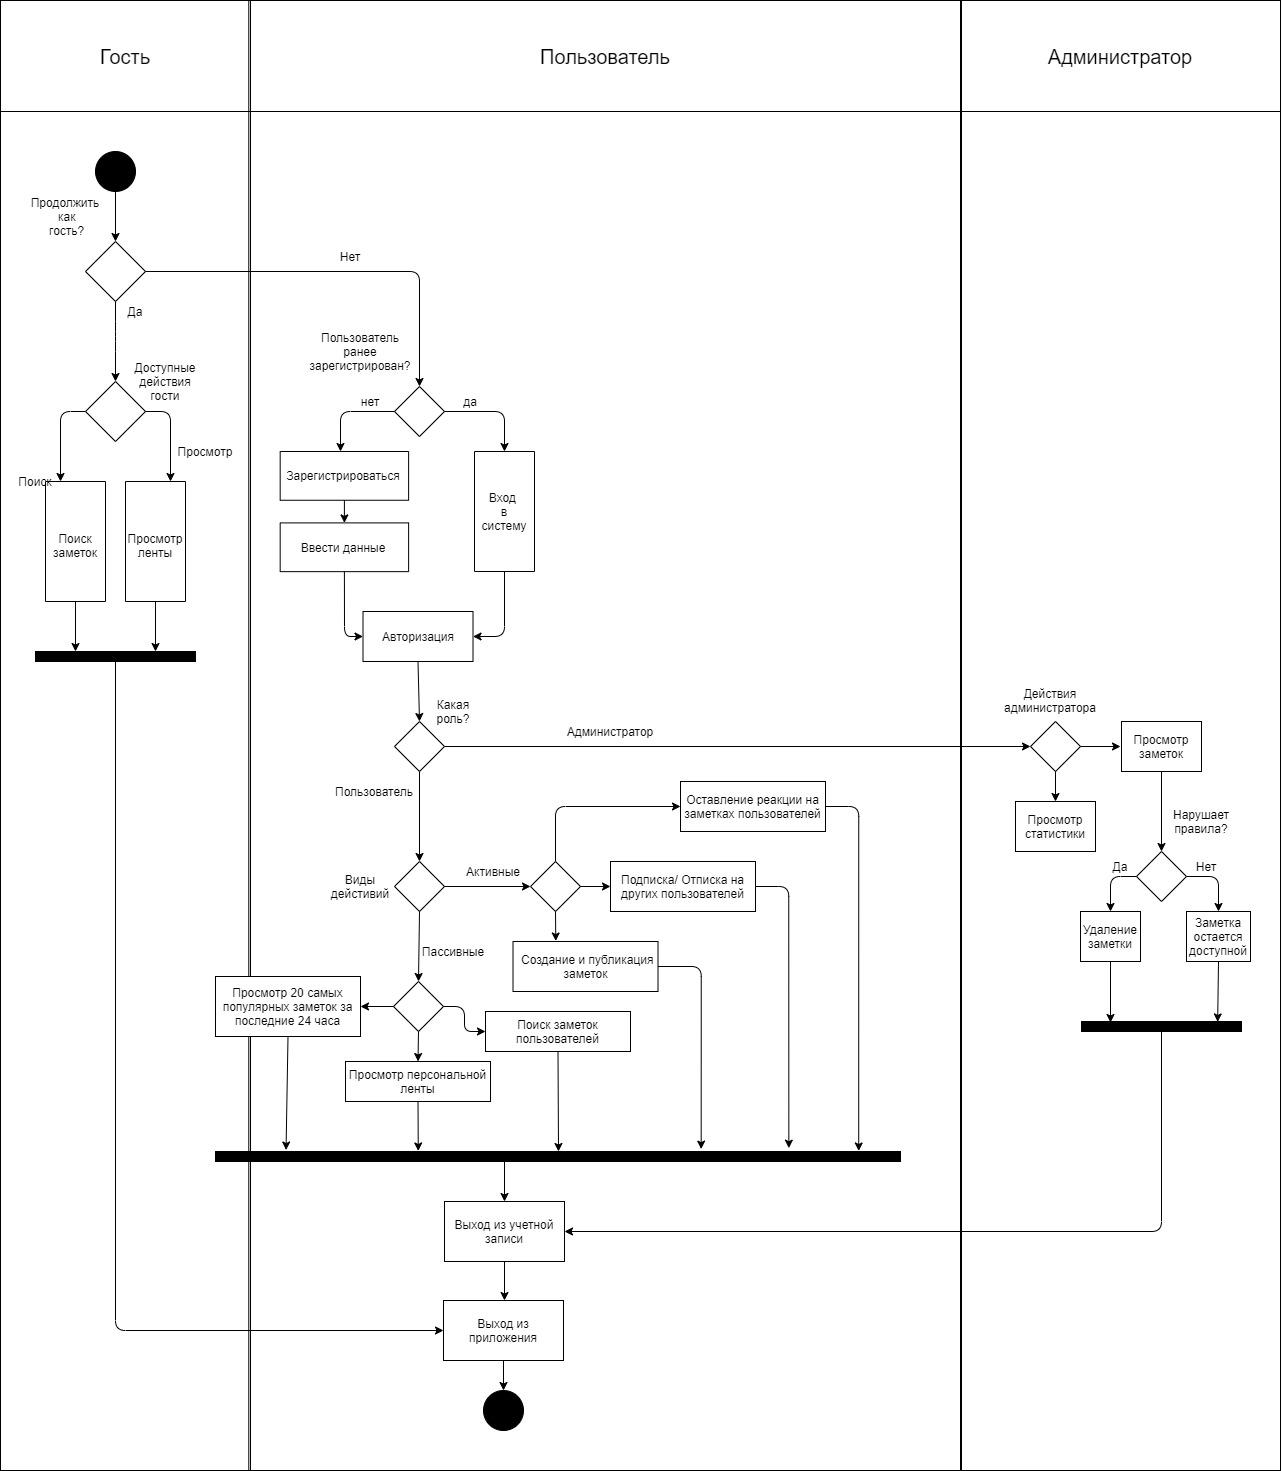 Гость
Пользователь
Администратор
Продолжить
как
гость?
Нет
Да
Пользователь
ранее
зарегистрирован?
Доступные
действия
гости
нет
да
Просмотр
Поиск
Зарегистрироваться
Вход
в
систему
Поиск
заметок
Просмотр
ленты
Ввести данные
Авторизация
Какая
роль?
Администратор
Действия
администратора
Просмотр
заметок
Пользователь
Оставление реакции на
заметках пользователей
Просмотр
статистики
Нарушает
правила?
Виды
действий
Активные
Подписка/ Отписка на
других пользователей
Да
Нет
Удаление
заметки
Заметка
остается
доступной
Пассивные
Создание и публикация
заметок
Просмотр 20 самых
популярных заметок за
последние 24 часа
Поиск заметок
пользователей
Просмотр персональной
ленты
Выход из учетной
записи
Выход из
приложения